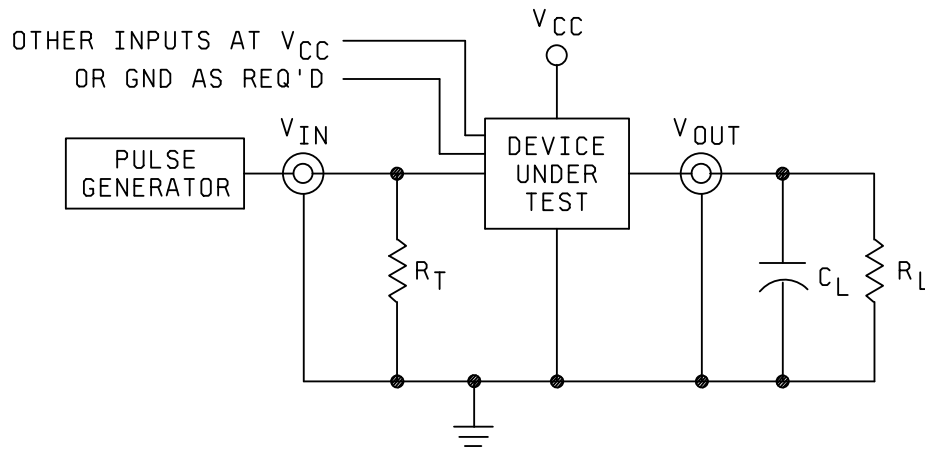 VCC
OTHER INPUTS AT VCC
OR GND AS REQ'D
VIN
VOUT
PULSE
GENERATOR
DEVICE
UNDER
TEST
RT
CL
RL